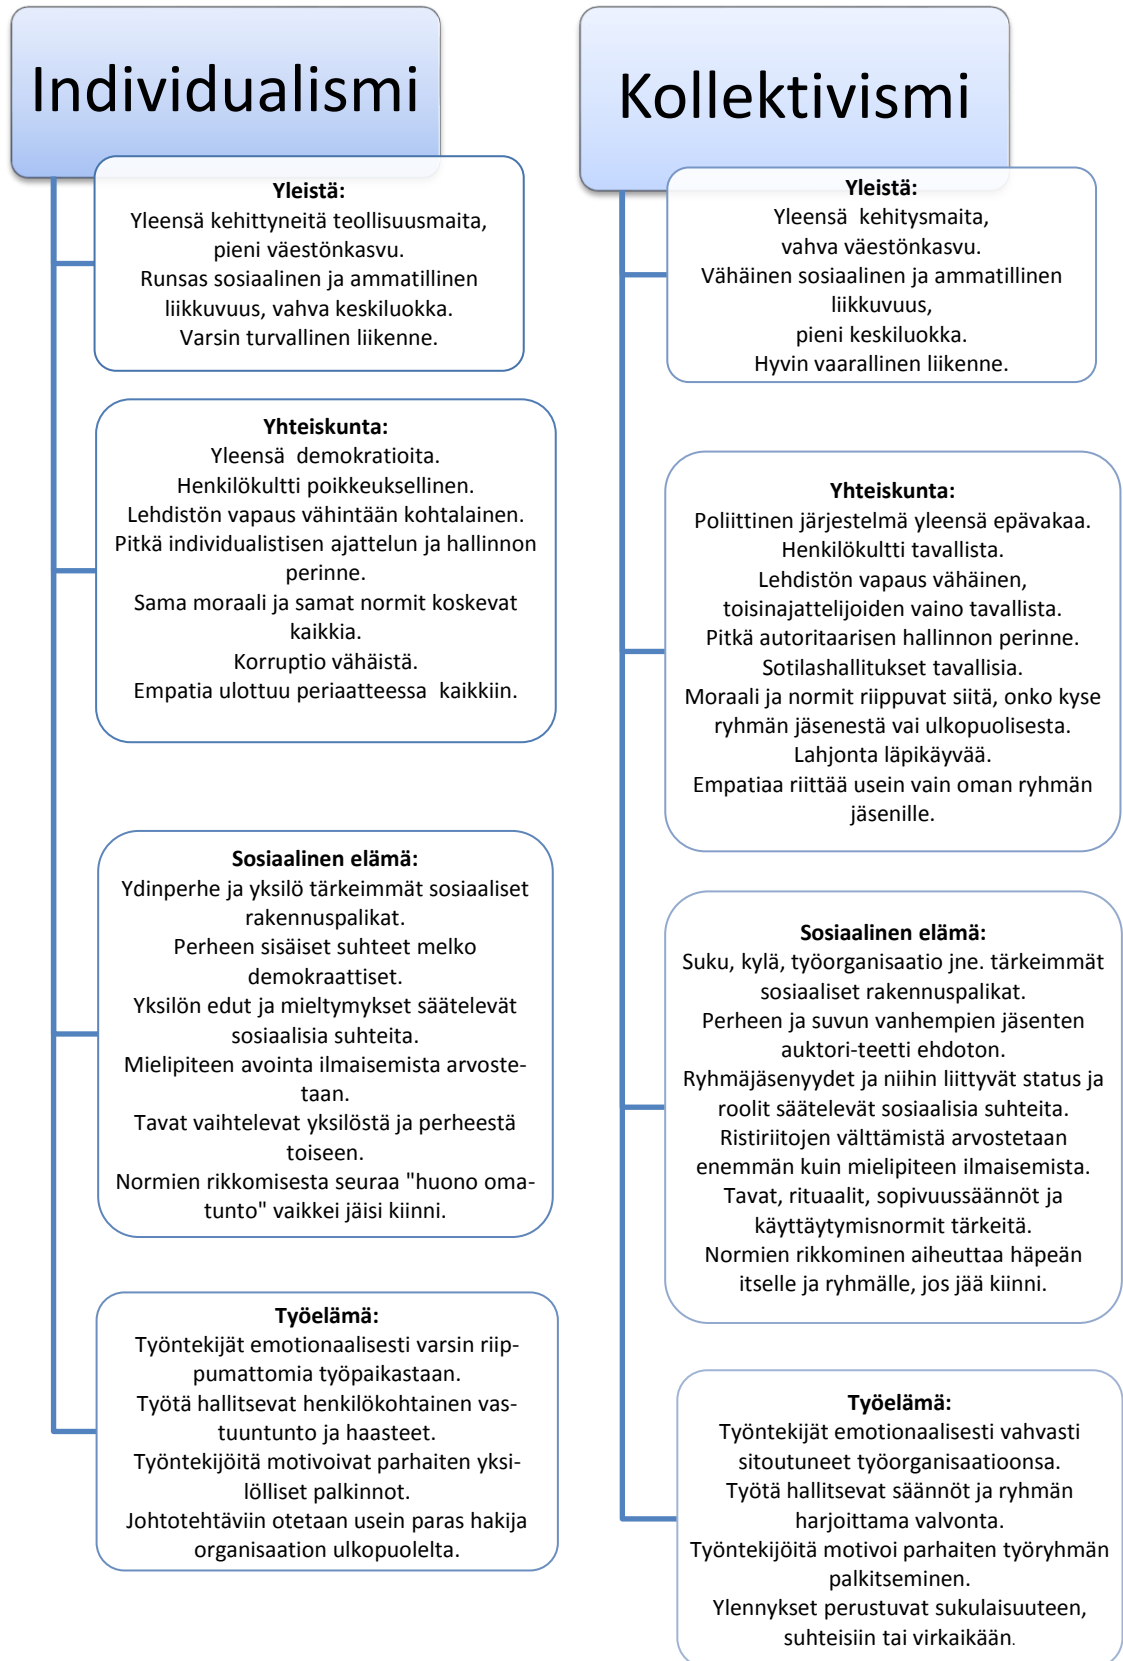 Individualismi
Yleistä:
Yleensä kehittyneitä teollisuusmaita,
pieni väestönkasvu.
Runsas sosiaalinen ja ammatillinen
liikkuvuus, vahva keskiluokka.
Varsin turvallinen liikenne.
Yhteiskunta:
Yleensä demokratioita.
Henkilökultti poikkeuksellinen.
Lehdistön vapaus vähintään kohtalainen.
Pitkä individualistisen ajattelun ja hallinnon
perinne.
Sama moraali ja samat normit koskevat
kaikkia.
Korruptio vähäistä.
Empatia ulottuu periaatteessa kaikkiin.
Sosiaalinen elämä:
Ydinperhe ja yksilö tärkeimmät sosiaaliset
rakennuspalikat.
Perheen sisäiset suhteet melko
demokraattiset.
Yksilön edut ja mieltymykset säätelevät
sosiaalisia suhteita.
Mielipiteen avointa ilmaisemista arvoste-
taan.
Tavat vaihtelevat yksilöstä ja perheestä
toiseen.
Normien rikkomisesta seuraa "huono oma-
tunto" vaikkei jäisi kiinni.
Työelämä:
Työntekijät emotionaalisesti varsin riip-
pumattomia työpaikastaan.
Työtä hallitsevat henkilökohtainen vas-
tuuntunto ja haasteet.
Työntekijöitä motivoivat parhaiten yksi-
lölliset palkinnot.
Johtotehtäviin otetaan usein paras hakija
organisaation ulkopuolelta.
Kollektivismi
Yleistä:
Yleensä kehitysmaita,
vahva väestönkasvu.
Vähäinen sosiaalinen ja ammatillinen
liikkuvuus,
pieni keskiluokka.
Hyvin vaarallinen liikenne.
Yhteiskunta:
Poliittinen järjestelmä yleensä epävakaa.
Henkilökultti tavallista.
Lehdistön vapaus vähäinen,
toisinajattelijoiden vaino tavallista.
Pitkä autoritaarisen hallinnon perinne.
Sotilashallitukset tavallisia.
Moraali ja normit riippuvat siitä, onko kyse
ryhmän jäsenestä vai ulkopuolisesta.
Lahjonta läpikäyvää.
Empatiaa riittää usein vain oman ryhmän
jäsenille.
Sosiaalinen elämä:
Suku, kylä, työorganisaatio jne. tärkeimmät
sosiaaliset rakennuspalikat.
Perheen ja suvun vanhempien jäsenten
auktori-teetti ehdoton.
Ryhmäjäsenyydet ja niihin liittyvät status ja
roolit säätelevät sosiaalisia suhteita.
Ristiriitojen välttämistä arvostetaan
enemmän kuin mielipiteen ilmaisemista.
Tavat, rituaalit, sopivuussäännöt ja
käyttäytymisnormit tärkeitä.
Normien rikkominen aiheuttaa häpeän
itselle ja ryhmälle, jos jää kiinni.
Työelämä:
Työntekijät emotionaalisesti vahvasti
sitoutuneet työorganisaatioonsa.
Työtä hallitsevat säännöt ja ryhmän
harjoittama valvonta.
Työntekijöitä motivoi parhaiten työryhmän
palkitseminen.
Ylennykset perustuvat sukulaisuuteen,
suhteisiin tai virkaikään.